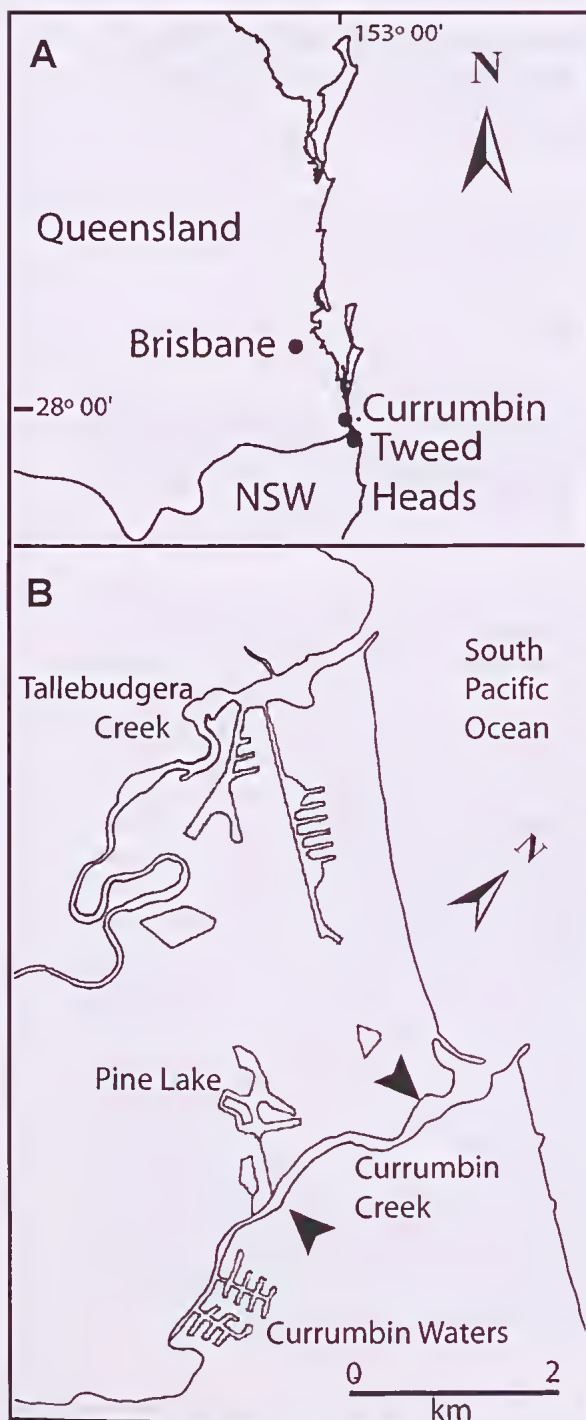 A
153° 00'
N
Queensland
Brisbane
28° 00'
Currumbin
Tweed
NSW Heads
B
South
Pacific
Ocean
Tallebudgera
Creek
N
Pine Lake
Currumbin
Creek
Currumbin Waters
0 2
km